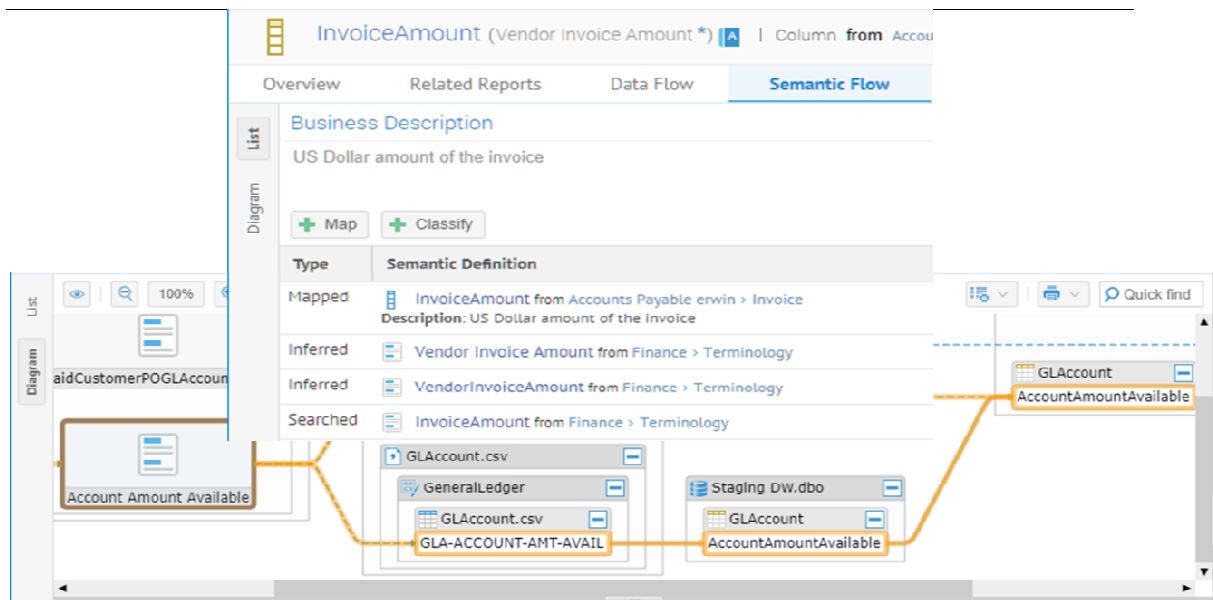 InvoiceAmount (Vendor Invoice Amount *) A | Column from Accou
Overview Related Reports Data Flow Semantic Flow
List
Diagram
Business Description
US Dollar amount of the invoice
Map Classify
Type Semantic Definition
Mapped InvoiceAmount from Accounts Payable erwin > Invoice
Description: US Dollar amount of the invoice
Inferred Vendor Invoice Amount from Finance > Terminology
Inferred VendorInvoiceAmount from Finance > Terminology
Searched InvoiceAmount from Finance > Terminology
List
Diagram
100%
Quick find
aidCustomerPOGLAccoun
Account Amount Available
GLAccount.csv
GeneralLedger
GLAccount.csv
GLA-ACCOUNT-AMT-AVAIL
Staging DW.dbo
GLAccount
AccountAmountAvailable
GLAccount
AccountAmountAvailable